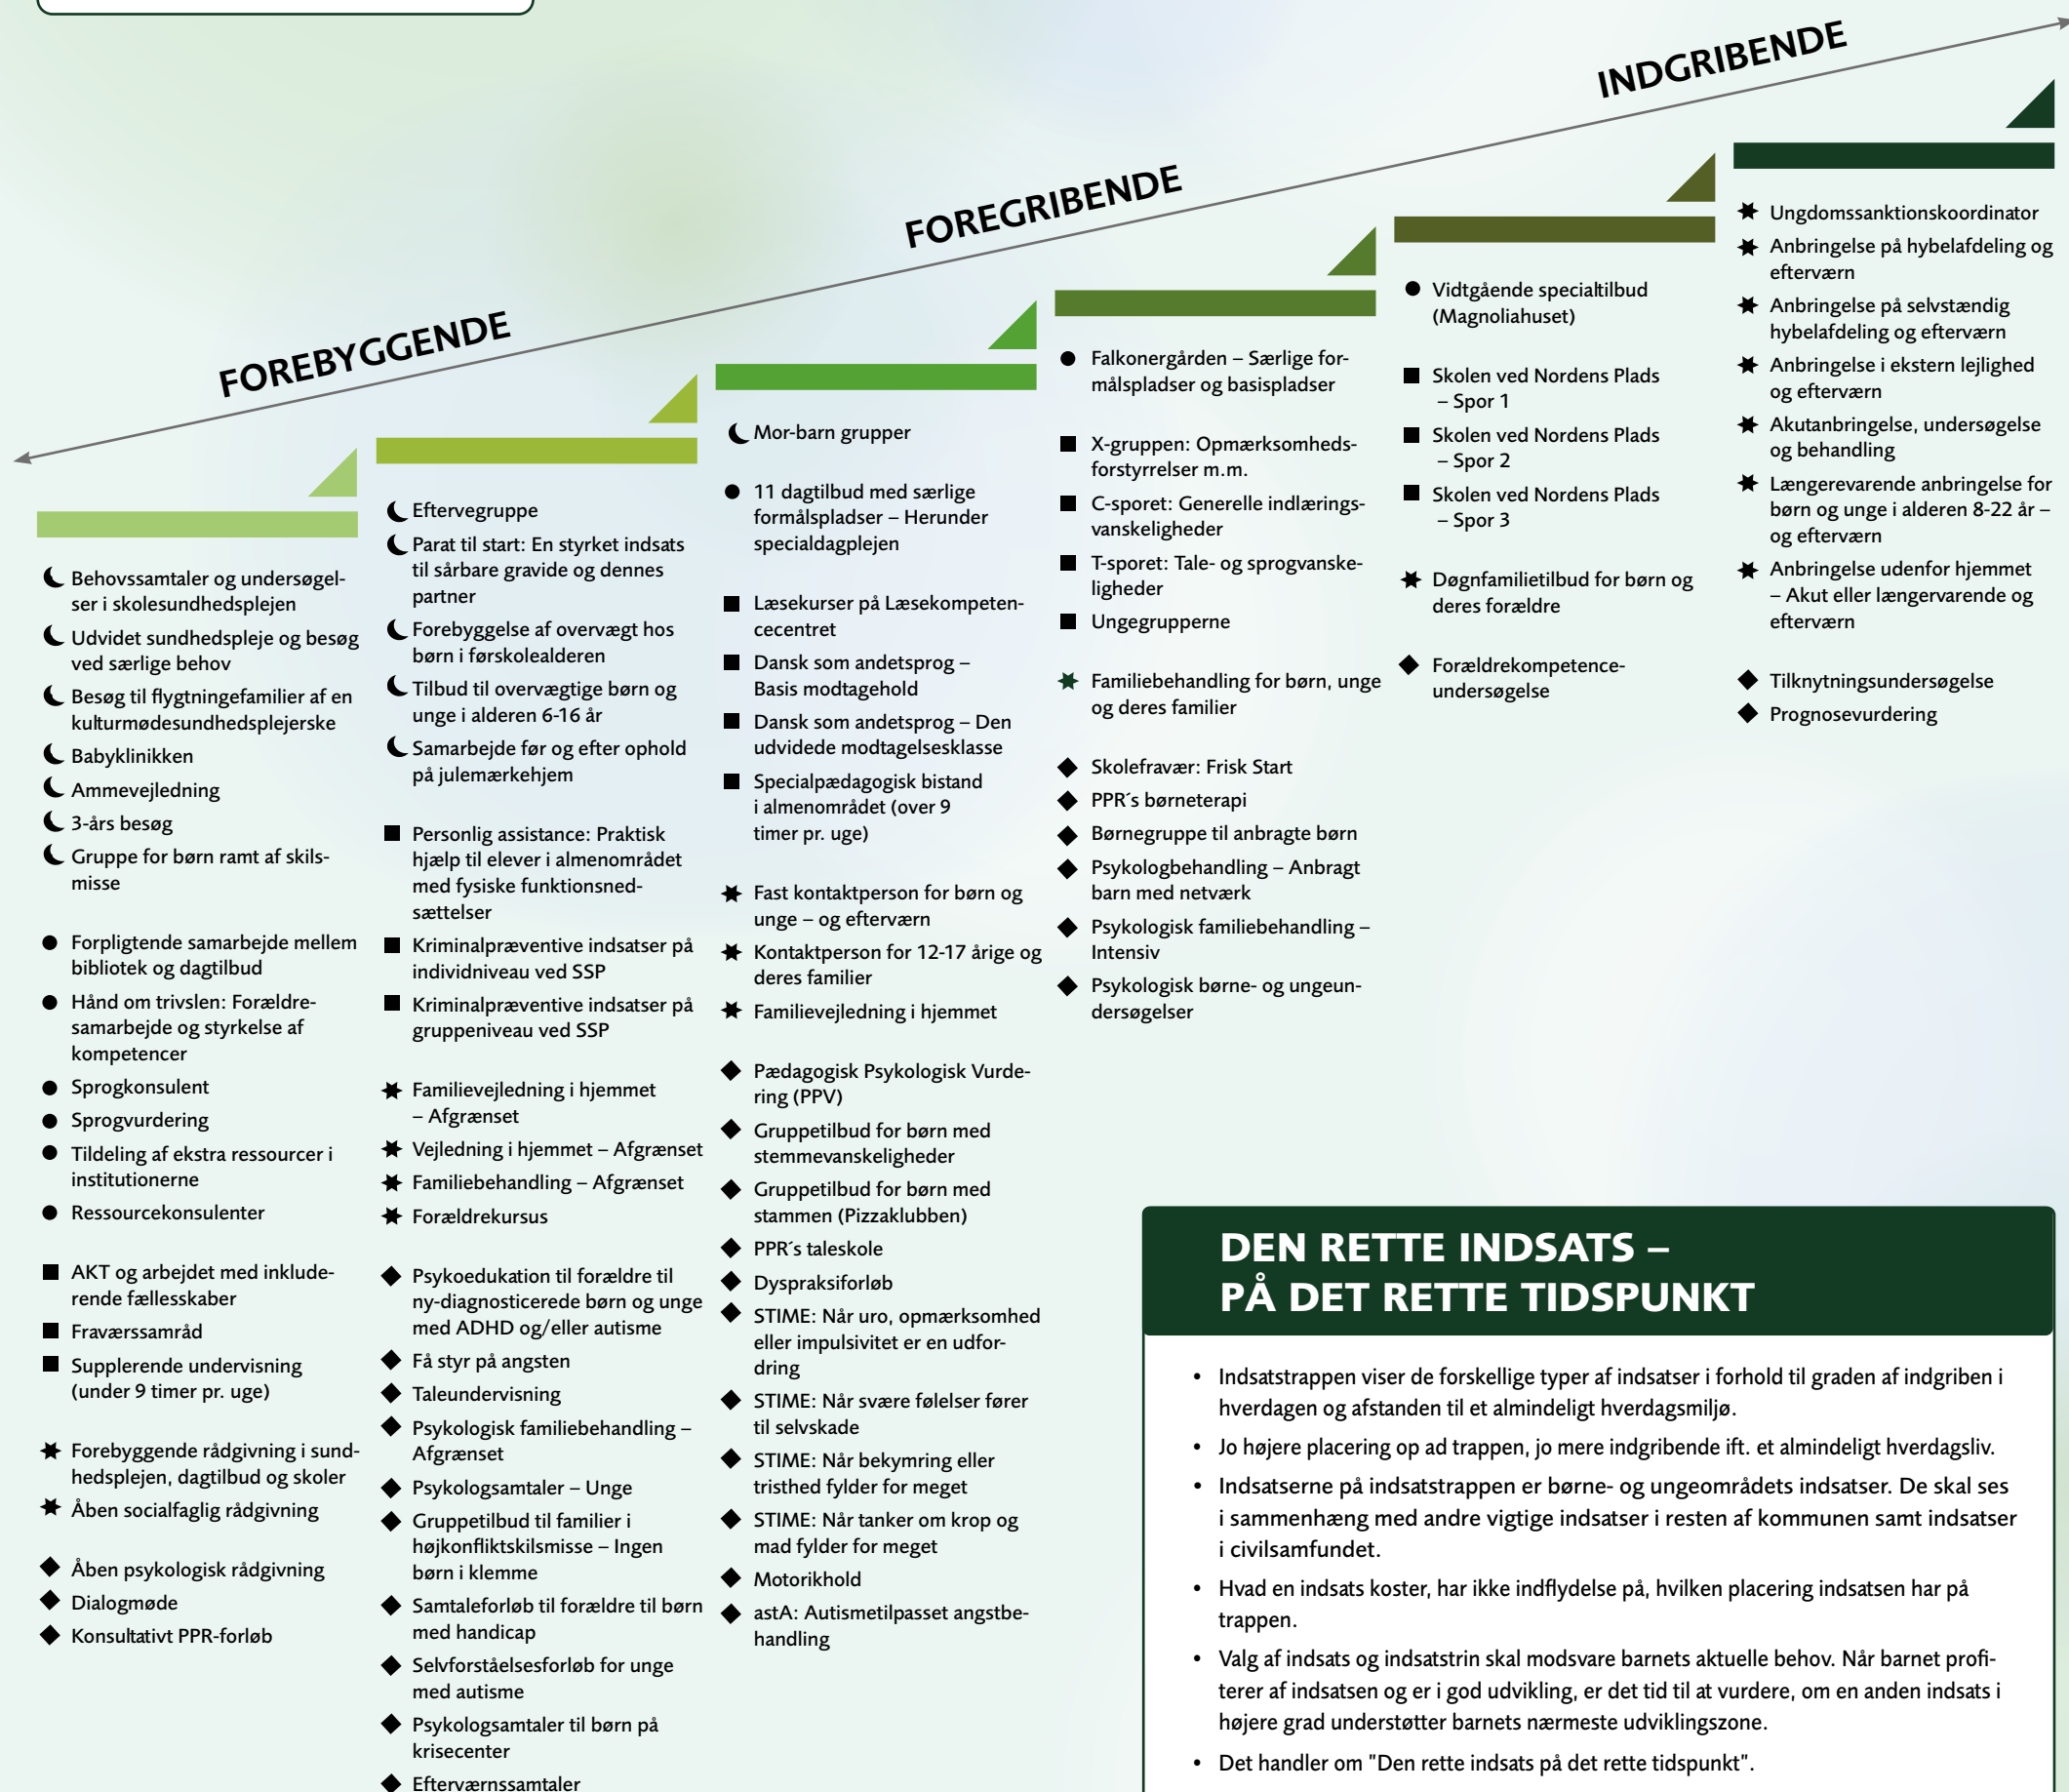 FOREBYGGENDE
FOREGRIBENDE
INDGRIBENDE
Behovssamtaler og undersøgel-
ser i skolesundhedsplejen
Udvidet sundhedspleje og besøg
ved særlige behov
Besøg til flygtningefamilier af en
kulturmødesundhedsplejerske
Babyklinikken
Ammevejledning
3-års besøg
Gruppe for børn ramt af skils-
misse
Forpligtende samarbejde mellem
bibliotek og dagtilbud
Hånd om trivslen: Forældre-
samarbejde og styrkelse af
kompetencer
Sprogkonsulent
Sprogvurdering
Tildeling af ekstra ressourcer i
institutionerne
Ressourcekonsulenter
AKT og arbejdet med inklude-
rende fællesskaber
Fraværssamråd
Supplerende undervisning
(under 9 timer pr. uge)
Forebyggende rådgivning i sund-
hedsplejen, dagtilbud og skoler
Åben socialfaglig rådgivning
Åben psykologisk rådgivning
Dialogmøde
Konsultativt PPR-forløb
Eftervegruppe
Parat til start: En styrket indsats
til sårbare gravide og dennes
partner
Forebyggelse af overvægt hos
børn i førskolealderen
Tilbud til overvægtige børn og
unge i alderen 6-16 år
Samarbejde før og efter ophold
på julemærkehjem
Personlig assistance: Praktisk
hjælp til elever i almenområdet
med fysiske funktionsned-
sættelser
Kriminalpræventive indsatser på
individniveau ved SSP
Kriminalpræventive indsatser på
gruppeniveau ved SSP
Familievejledning i hjemmet
– Afgrænset
Vejledning i hjemmet – Afgrænset
Familiebehandling – Afgrænset
Forældrekursus
Psykoedukation til forældre til
ny-diagnosticerede børn og unge
med ADHD og/eller autisme
Få styr på angsten
Taleundervisning
Psykologisk familiebehandling –
Afgrænset
Psykologsamtaler – Unge
Gruppetilbud til familier i
højkonfliktskilsmisse – Ingen
børn i klemme
Samtaleforløb til forældre til børn
med handicap
Selvforståelsesforløb for unge
med autisme
Psykologsamtaler til børn på
krisecenter
Efterværnssamtaler
Mor-barn grupper
11 dagtilbud med særlige
formålspladser – Herunder
specialdagplejen
Læsekurser på Læsekompeten-
cecentret
Dansk som andetsprog –
Basis modtagehold
Dansk som andetsprog – Den
udvidede modtagelsesklasse
Specialpædagogisk bistand
i almenområdet (over 9
timer pr. uge)
Fast kontaktperson for børn og
unge – og efterværn
Kontaktperson for 12-17 årige og
deres familier
Familievejledning i hjemmet
Pædagogisk Psykologisk Vurde-
ring (PPV)
Gruppetilbud for børn med
stemmevanskeligheder
Gruppetilbud for børn med
stammen (Pizzaklubben)
PPR´s taleskole
Dyspraksiforløb
STIME: Når uro, opmærksomhed
eller impulsivitet er en udfor-
dring
STIME: Når svære følelser fører
til selvskade
STIME: Når bekymring eller
tristhed fylder for meget
STIME: Når tanker om krop og
mad fylder for meget
Motorikhold
astA: Autismetilpasset angstbe-
handling
Falkonergården – Særlige for-
målspladser og basispladser
X-gruppen: Opmærksomheds-
forstyrrelser m.m.
C-sporet: Generelle indlærings-
vanskeligheder
T-sporet: Tale- og sprogvanske-
ligheder
Ungegrupperne
Familiebehandling for børn, unge
og deres familier
Skolefravær: Frisk Start
PPR´s børneterapi
Børnegruppe til anbragte børn
Psykologbehandling – Anbragt
barn med netværk
Psykologisk familiebehandling –
Intensiv
Psykologisk børne- og ungeun-
dersøgelser
Vidtgående specialtilbud
(Magnoliahuset)
Skolen ved Nordens Plads
– Spor 1
Skolen ved Nordens Plads
– Spor 2
Skolen ved Nordens Plads
– Spor 3
Døgnfamilietilbud for børn og
deres forældre
Forældrekompetence-
undersøgelse
Ungdomssanktionskoordinator
Anbringelse på hybelafdeling og
efterværn
Anbringelse på selvstændig
hybelafdeling og efterværn
Anbringelse i ekstern lejlighed
og efterværn
Akutanbringelse, undersøgelse
og behandling
Længerevarende anbringelse for
børn og unge i alderen 8-22 år –
og efterværn
Anbringelse udenfor hjemmet
– Akut eller længervarende og
efterværn
Tilknytningsundersøgelse
Prognosevurdering
DEN RETTE INDSATS –
PÅ DET RETTE TIDSPUNKT
• Indsatstrappen viser de forskellige typer af indsatser i forhold til graden af indgriben i
hverdagen og afstanden til et almindeligt hverdagsmiljø.
• Jo højere placering op ad trappen, jo mere indgribende ift. et almindeligt hverdagsliv.
• Indsatserne på indsatstrappen er børne- og ungeområdets indsatser. De skal ses
i sammenhæng med andre vigtige indsatser i resten af kommunen samt indsatser
i civilsamfundet.
• Hvad en indsats koster, har ikke indflydelse på, hvilken placering indsatsen har på
trappen.
• Valg af indsats og indsatstrin skal modsvare barnets aktuelle behov. Når barnet profi-
terer af indsatsen og er i god udvikling, er det tid til at vurdere, om en anden indsats i
højere grad understøtter barnets nærmeste udviklingszone.
• Det handler om "Den rette indsats på det rette tidspunkt".